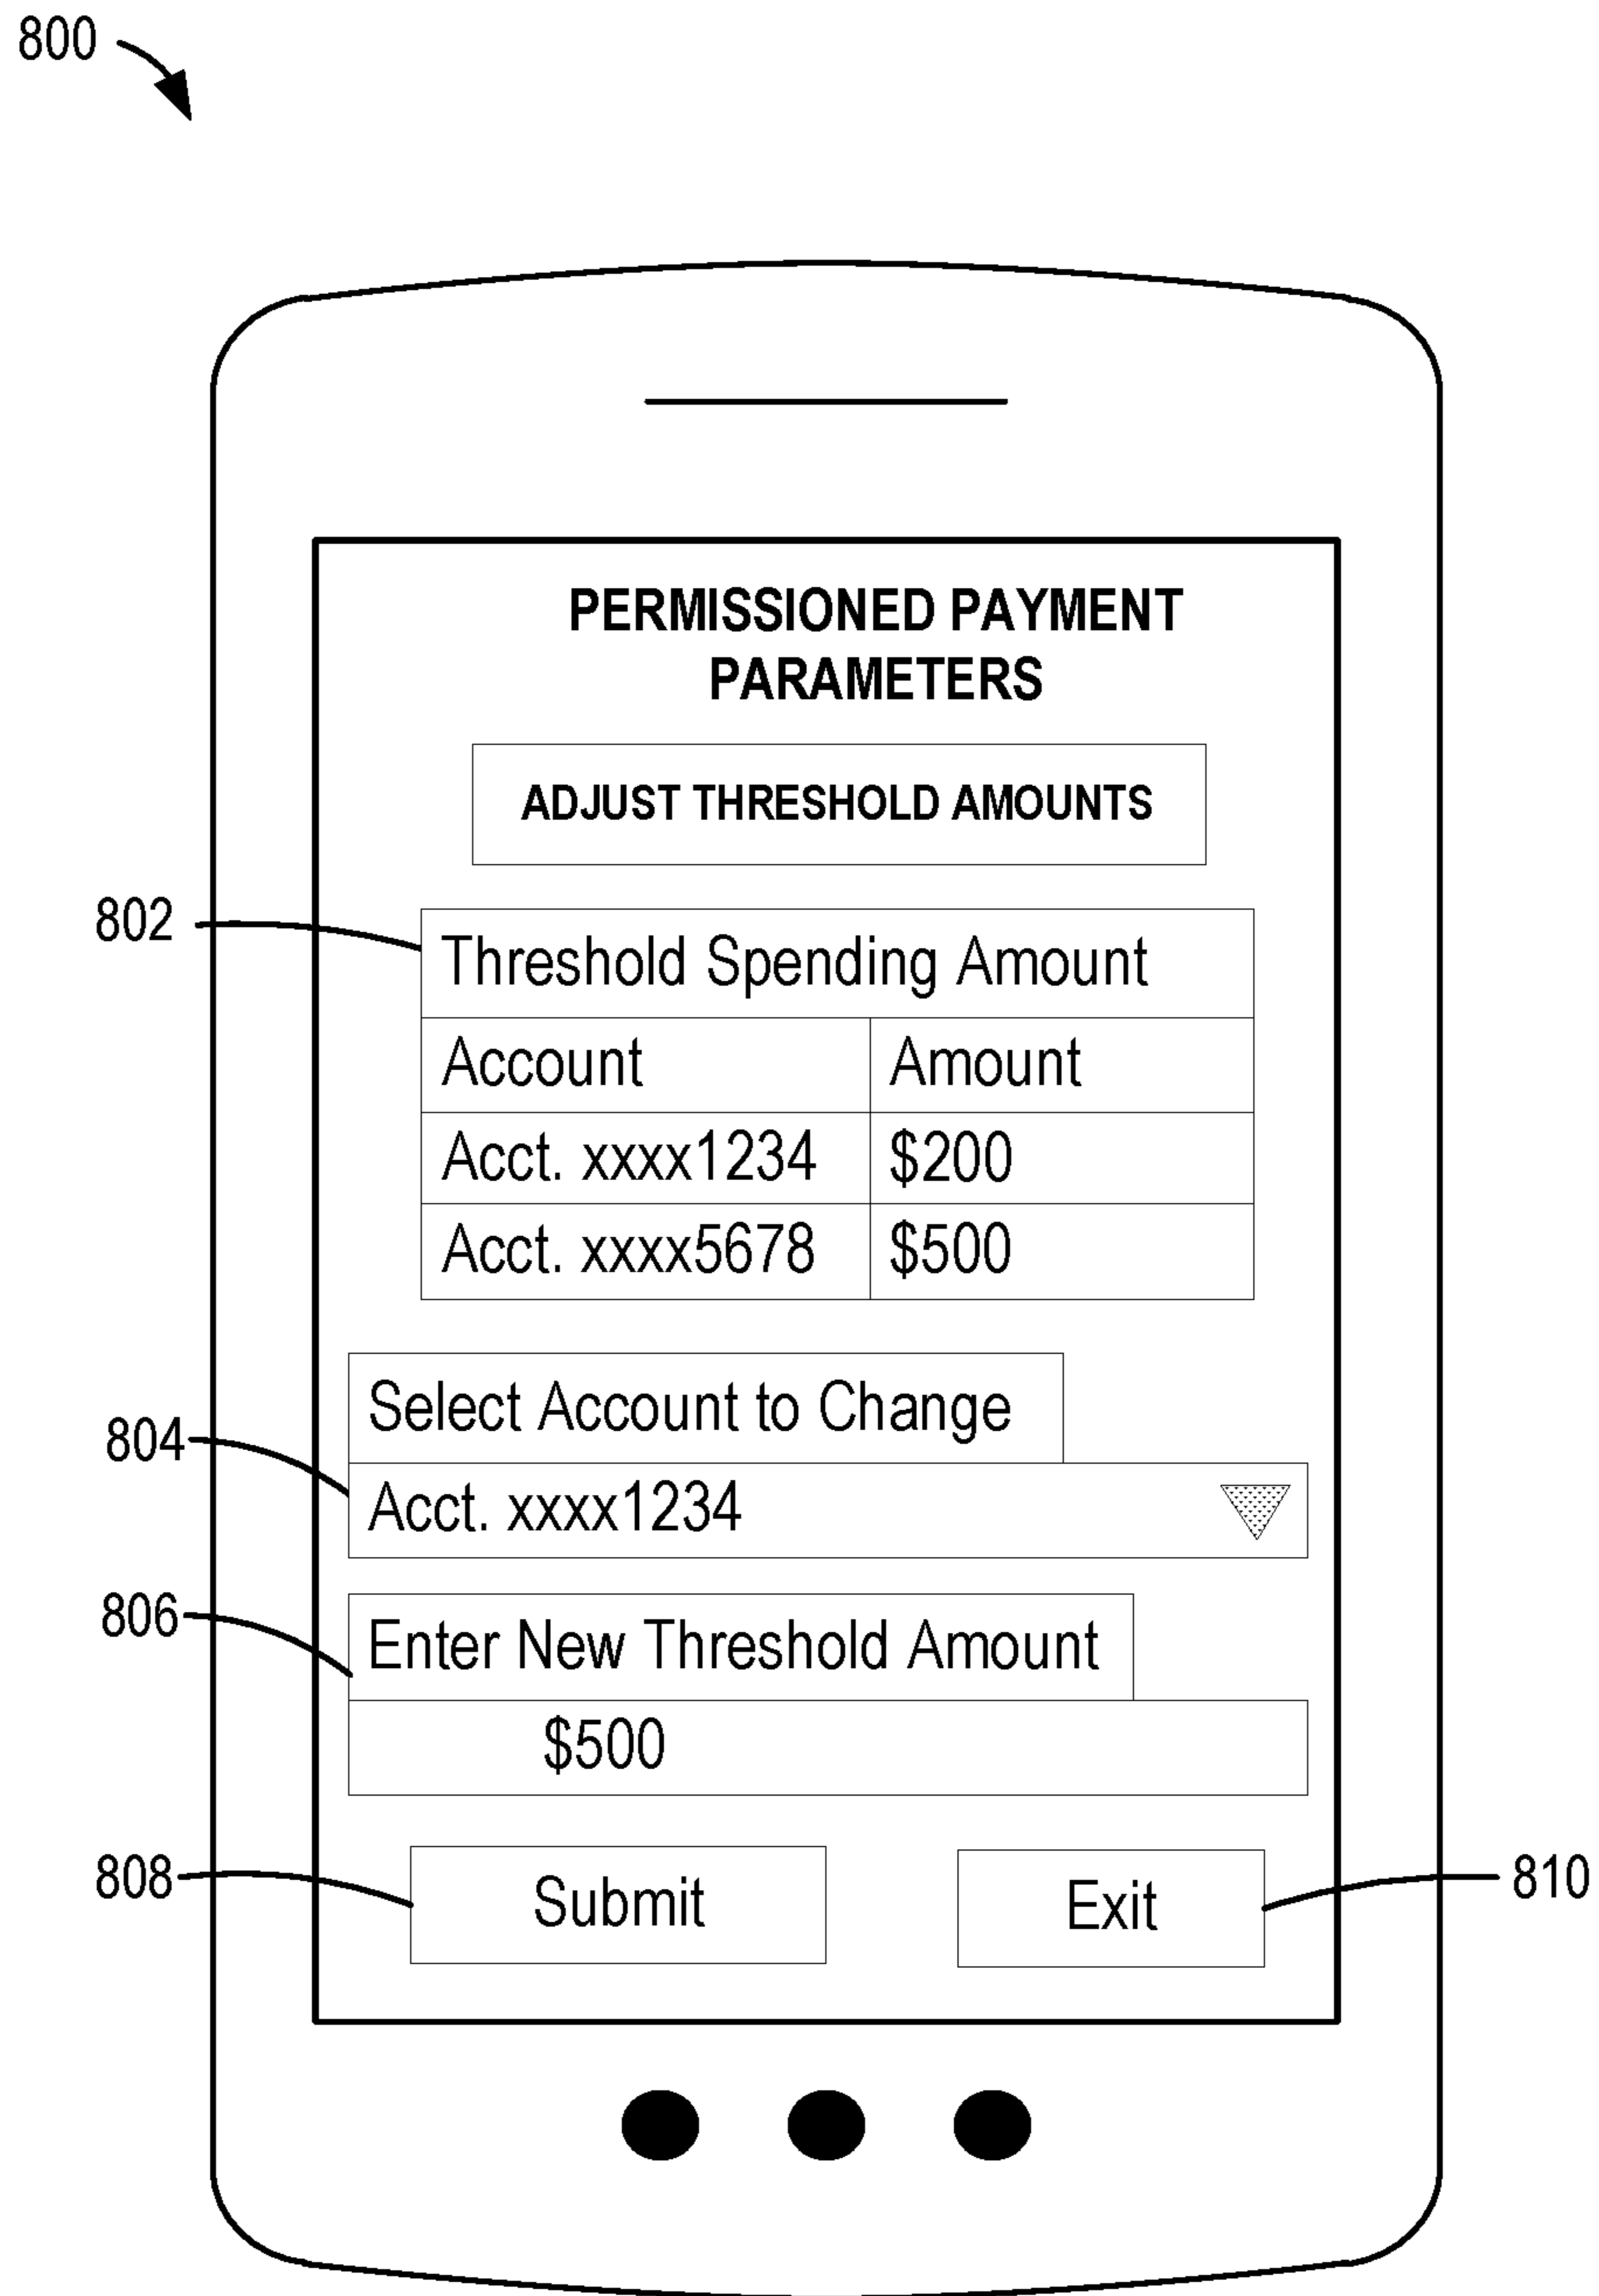 800
PERMISSIONED PAYMENT
PARAMETERS
ADJUST THRESHOLD AMOUNTS
802
Threshold Spending Amount
Account Amount
Acct. xxxx1234 $200
Acct. xxxx5678 $500
Select Account to Change
804
Acct. xxxx1234
806
Enter New Threshold Amount
$500
808
Submit
Exit
810